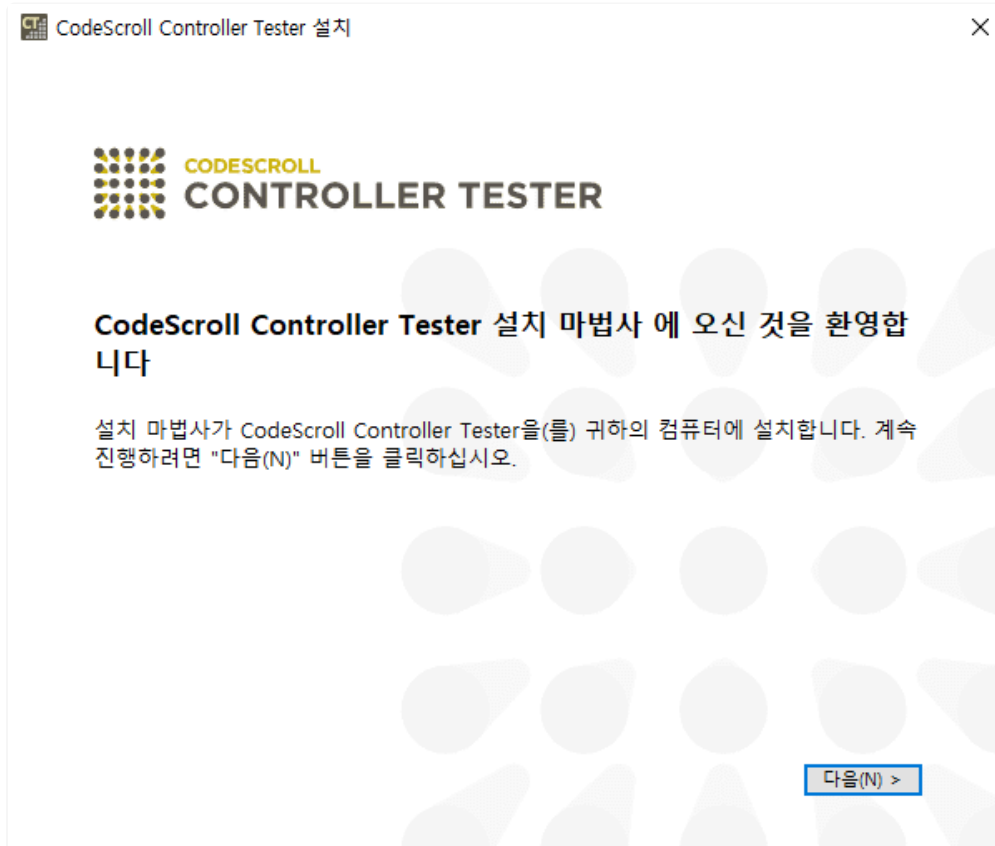 CT
CodeScroll Controller Tester 설치
CODESCROLL
CONTROLLER TESTER
CodeScroll Controller Tester 설치 마법사 에 오신 것을 환영합
니다
설치 마법사가 CodeScroll Controller Tester을(를) 귀하의 컴퓨터에 설치합니다. 계속
진행하려면 "다음(N)" 버튼을 클릭하십시오.
다음(N) >